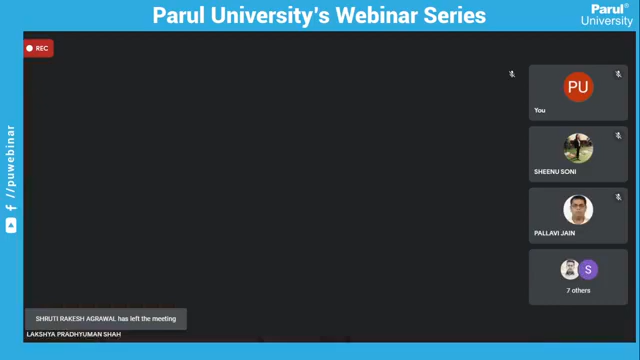 Parul University's Webinar Series
Parul®
University
REC
PU
You
SHEENU SONI
PALLAVI JAIN
S
7 others
//puwebinar
SHRUTI RAKESH AGRAWAL has left the meeting
LAKSHYA PRADHYUMAN SHAH